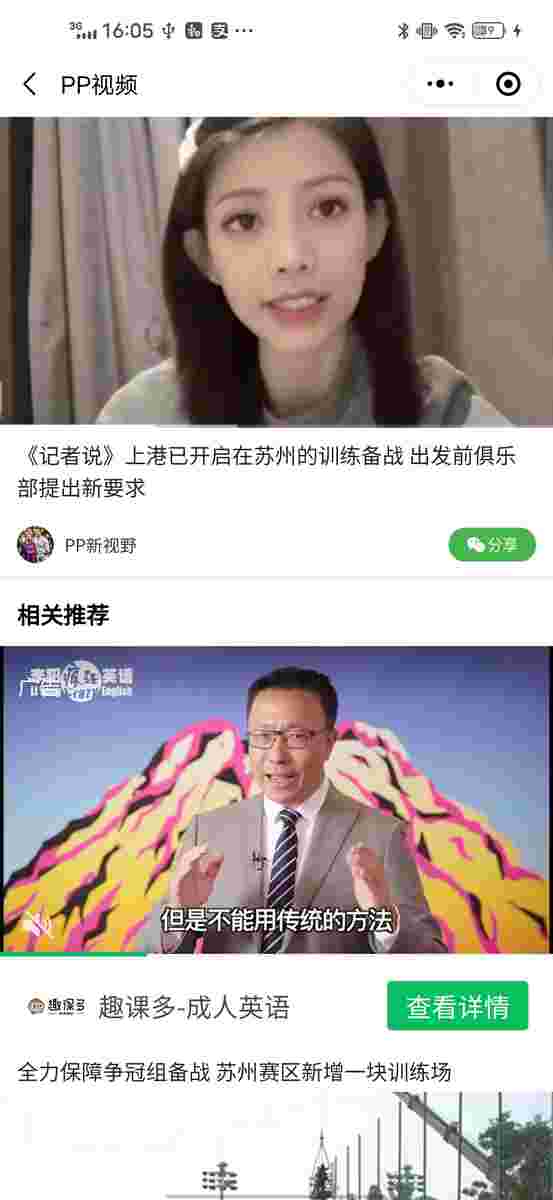 3G 16:05
PP视频
《记者说》上港已开启在苏州的训练备战 出发前俱乐
部提出新要求
PP新视野
分享
相关推荐
广告
英语
English
但是不能用传统的方法
趣课多
趣课多-成人英语
查看详情
全力保障争冠组备战 苏州赛区新增一块训练场